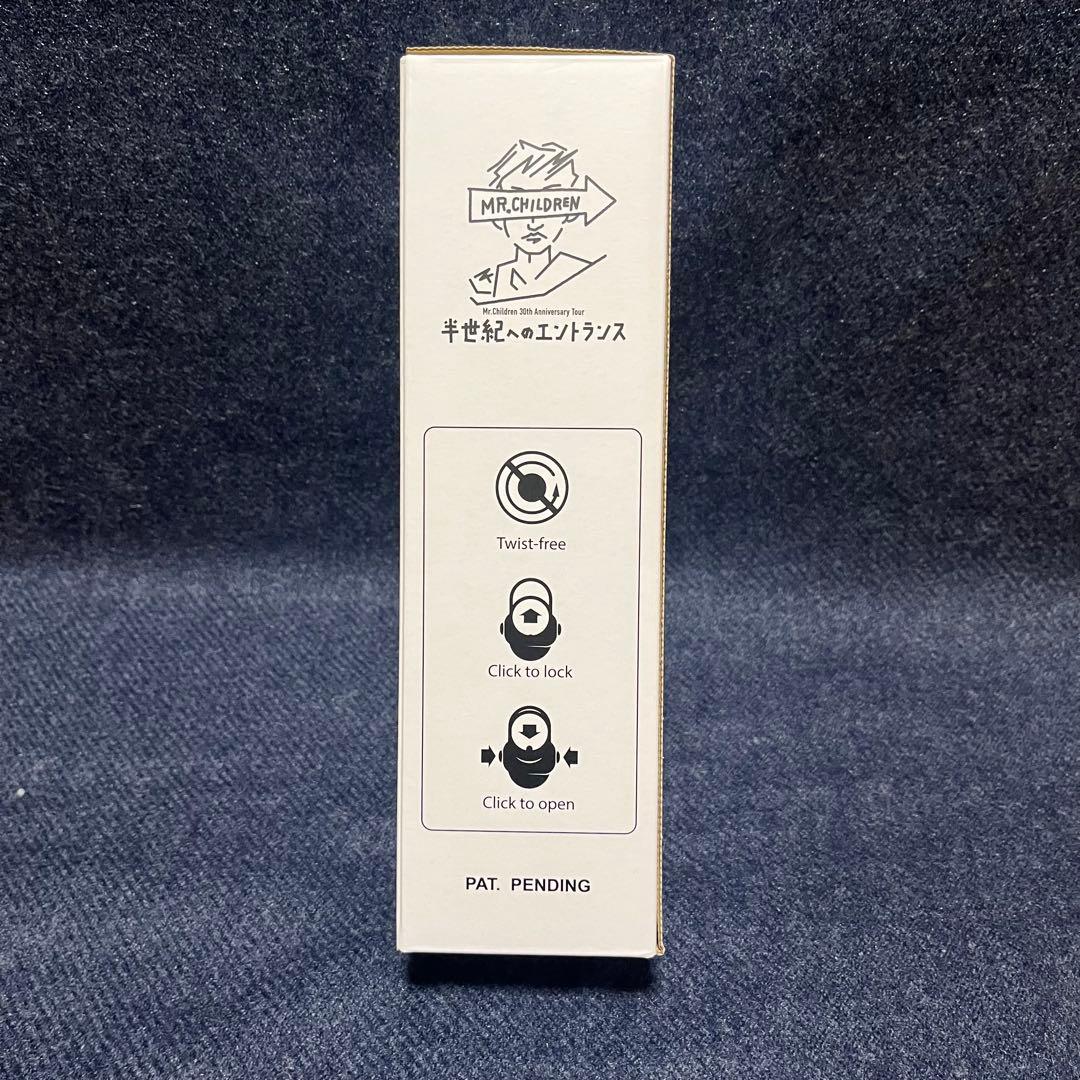 MR.CHILDREN
Mr.Children 30th Anniversary Tour
半世紀へのエントランス
Twist-free
Click to lock
Click to open
PAT. PENDING